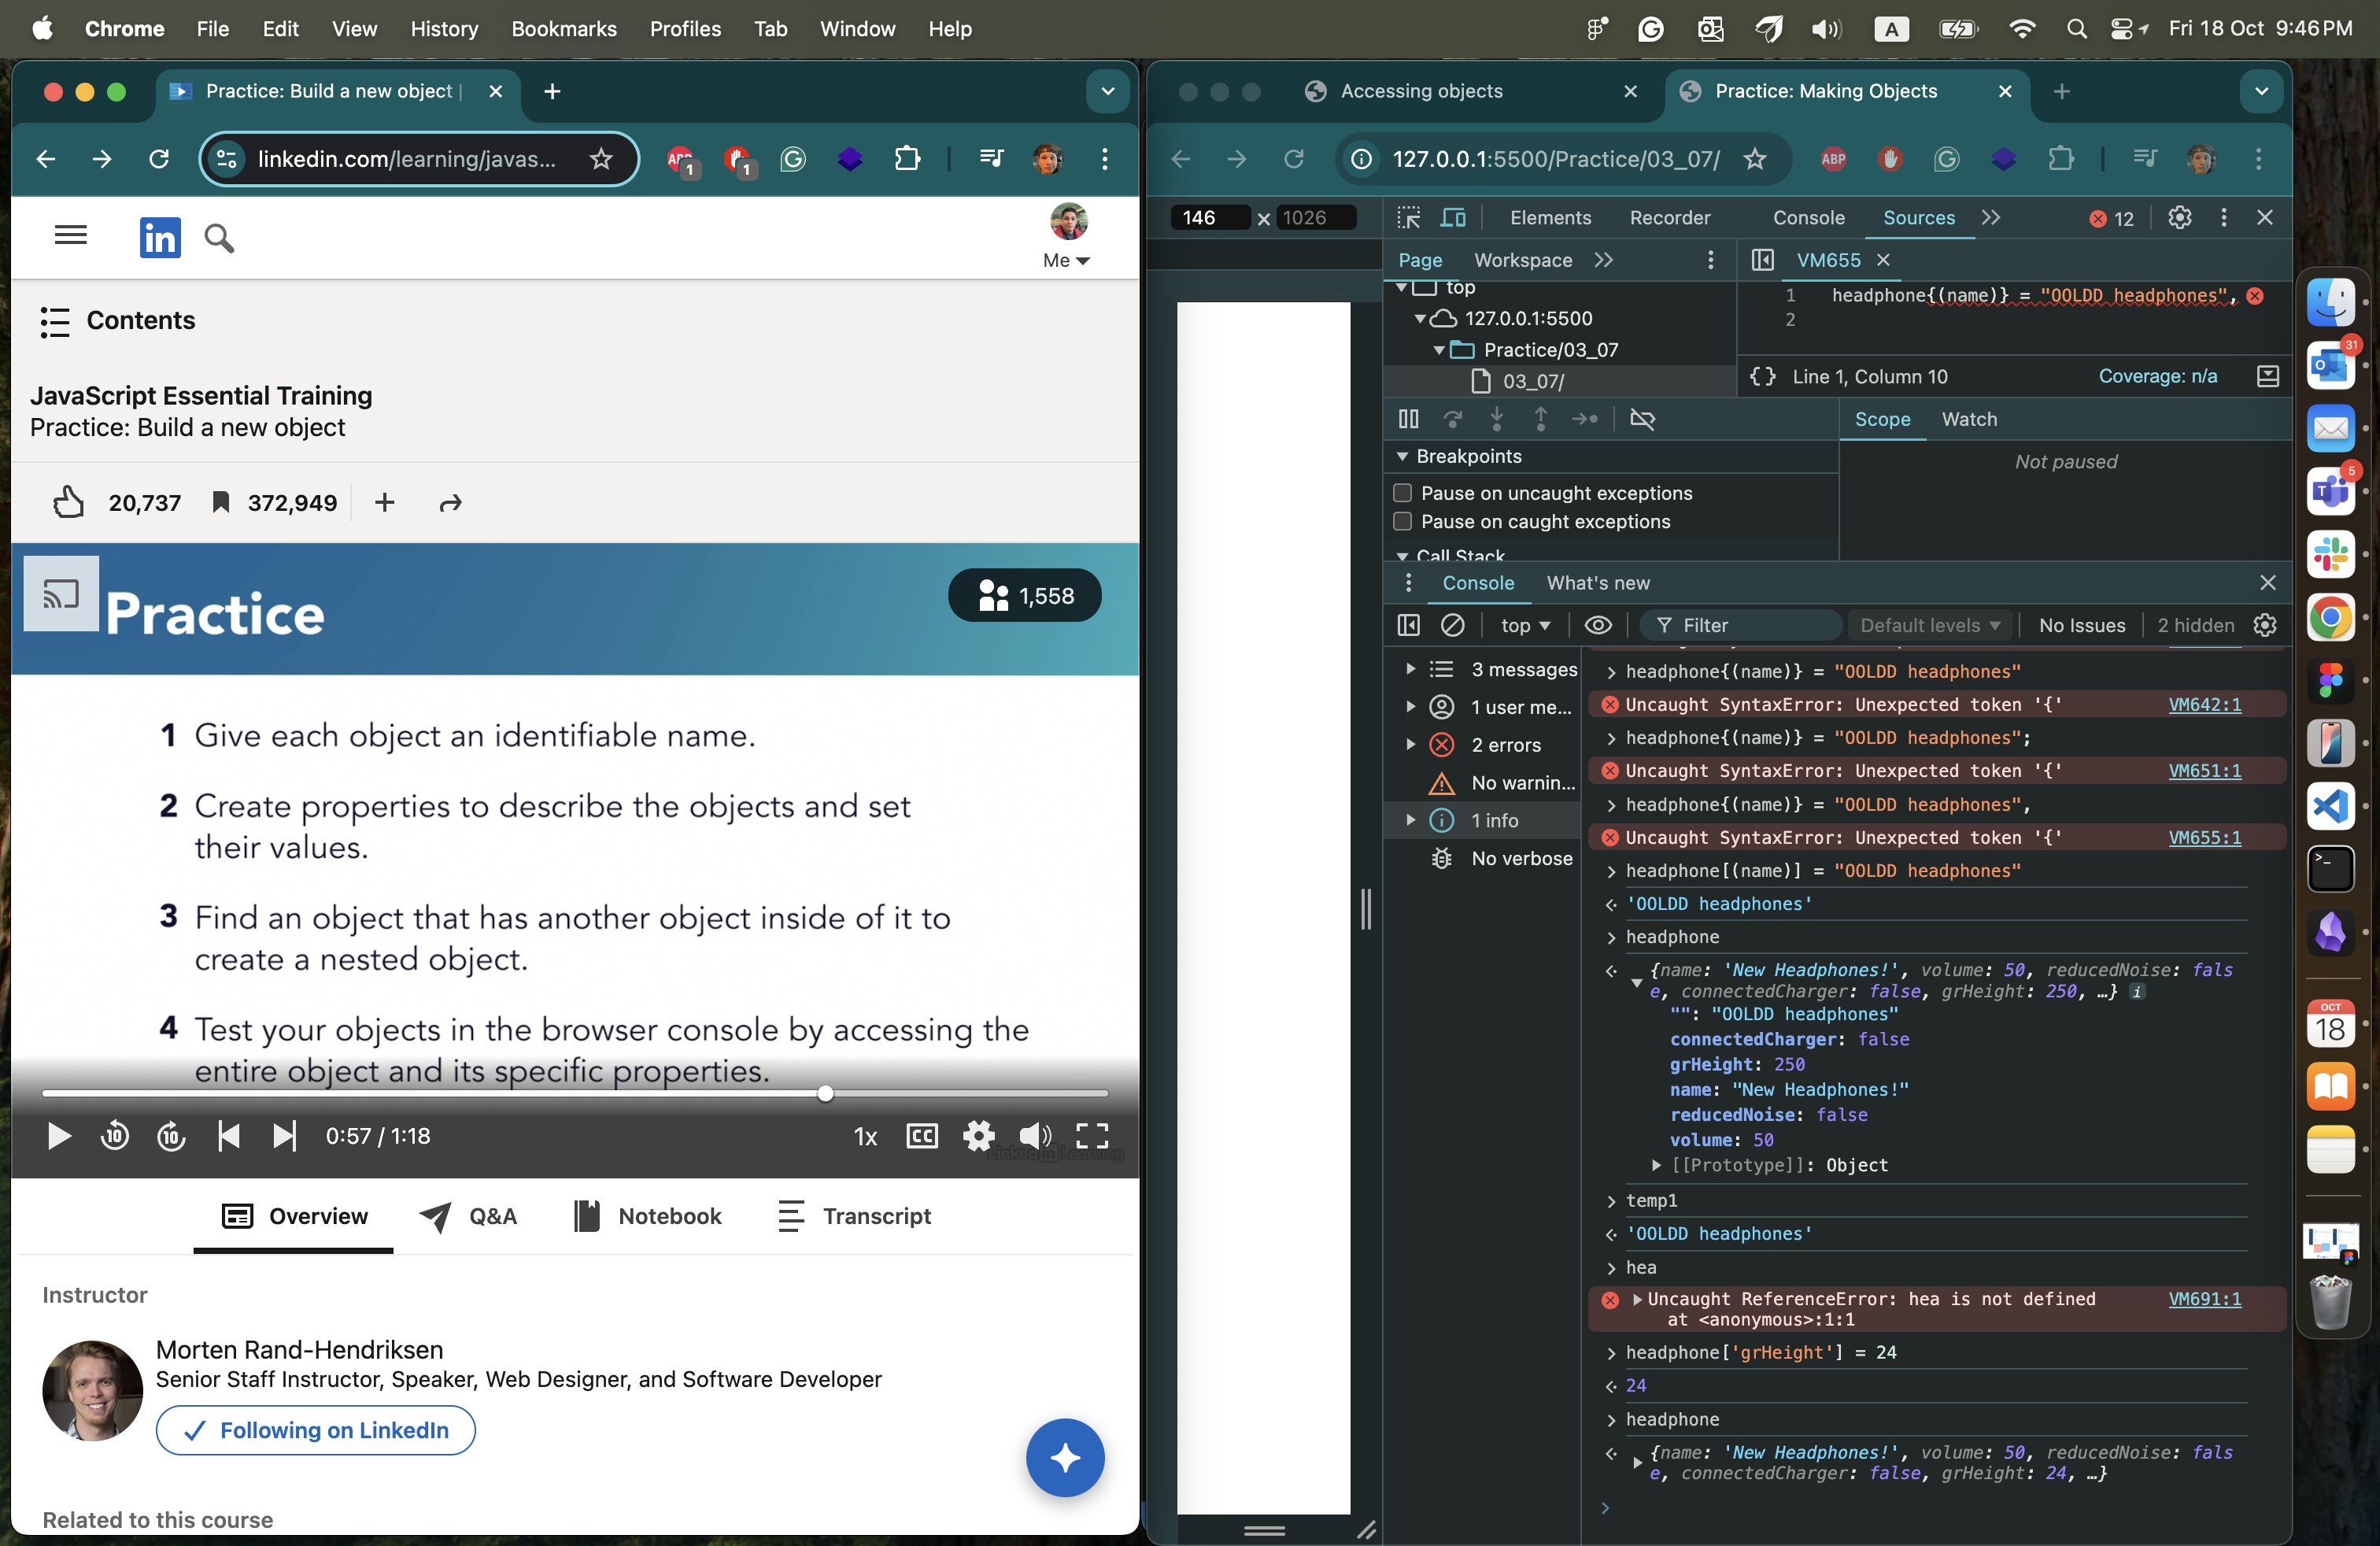 Chrome File Edit View History Bookmarks Profiles Tab Window Help
A Fri 18 Oct 9:46 PM
Practice: Build a new object |
linkedin.com/learning/javas...
ABP 1 1
in
Me
Contents
JavaScript Essential Training
Practice: Build a new object
20,737 372,949
Practice
1,558
1 Give each object an identifiable name.
2 Create properties to describe the objects and set
their values.
3 Find an object that has another object inside of it to
create a nested object.
4 Test your objects in the browser console by accessing the
entire object and its specific properties.
10 10 0:57 / 1:18 1x CC
LinkedIn Learning
Overview Q&A Notebook Transcript
Instructor
Morten Rand-Hendriksen
Senior Staff Instructor, Speaker, Web Designer, and Software Developer
Following on LinkedIn
Related to this course
Accessing objects Practice: Making Objects
127.0.0.1:5500/Practice/03_07/ ABP
146 × 1026
Elements Recorder Console Sources 12
Page Workspace
VM655
top
127.0.0.1:5500
Practice/03_07
03_07/
1 headphone{(name)} = "OOLDD headphones",
2
{} Line 1, Column 10 Coverage: n/a
Scope Watch
Breakpoints
Not paused
Pause on uncaught exceptions
Pause on caught exceptions
Call Stack
Console What's new
top Filter Default levels No Issues 2 hidden
3 messages
1 user me...
2 errors
No warnin...
1 info
No verbose
headphone{(name)} = "OOLDD headphones"
Uncaught SyntaxError: Unexpected token '{' VM642:1
headphone{(name)} = "OOLDD headphones";
Uncaught SyntaxError: Unexpected token '{' VM651:1
headphone{(name)} = "OOLDD headphones",
Uncaught SyntaxError: Unexpected token '{' VM655:1
headphone[(name)] = "OOLDD headphones"
'OOLDD headphones'
headphone
{name: 'New Headphones!', volume: 50, reducedNoise: fals
e, connectedCharger: false, grHeight: 250, …} i
"": "OOLDD headphones"
connectedCharger: false
grHeight: 250
name: "New Headphones!"
reducedNoise: false
volume: 50
[[Prototype]]: Object
temp1
'OOLDD headphones'
hea
Uncaught ReferenceError: hea is not defined VM691:1
at <anonymous>:1:1
headphone['grHeight'] = 24
24
headphone
{name: 'New Headphones!', volume: 50, reducedNoise: fals
e, connectedCharger: false, grHeight: 24, …}
31
5
OCT
18